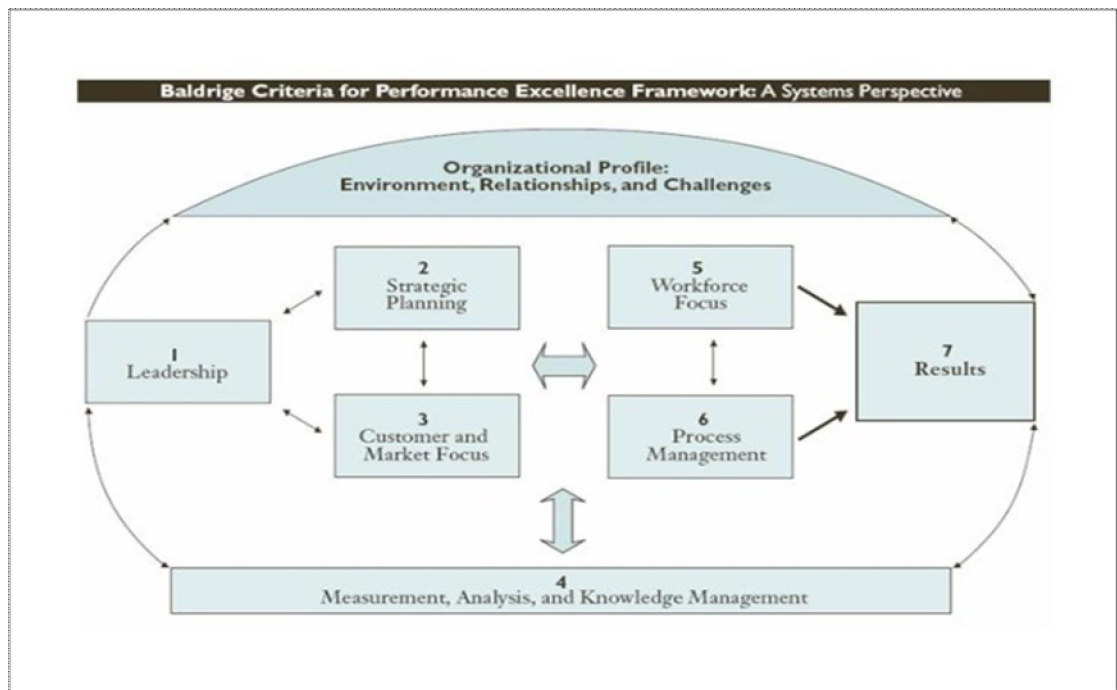 Baldrige Criteria for Performance Excellence Framework: A Systems Perspective
Organizational Profile:
Environment, Relationships, and Challenges
2
Strategic
Planning
5
Workforce
Focus
1
Leadership
7
Results
3
Customer and
Market Focus
6
Process
Management
4
Measurement, Analysis, and Knowledge Management